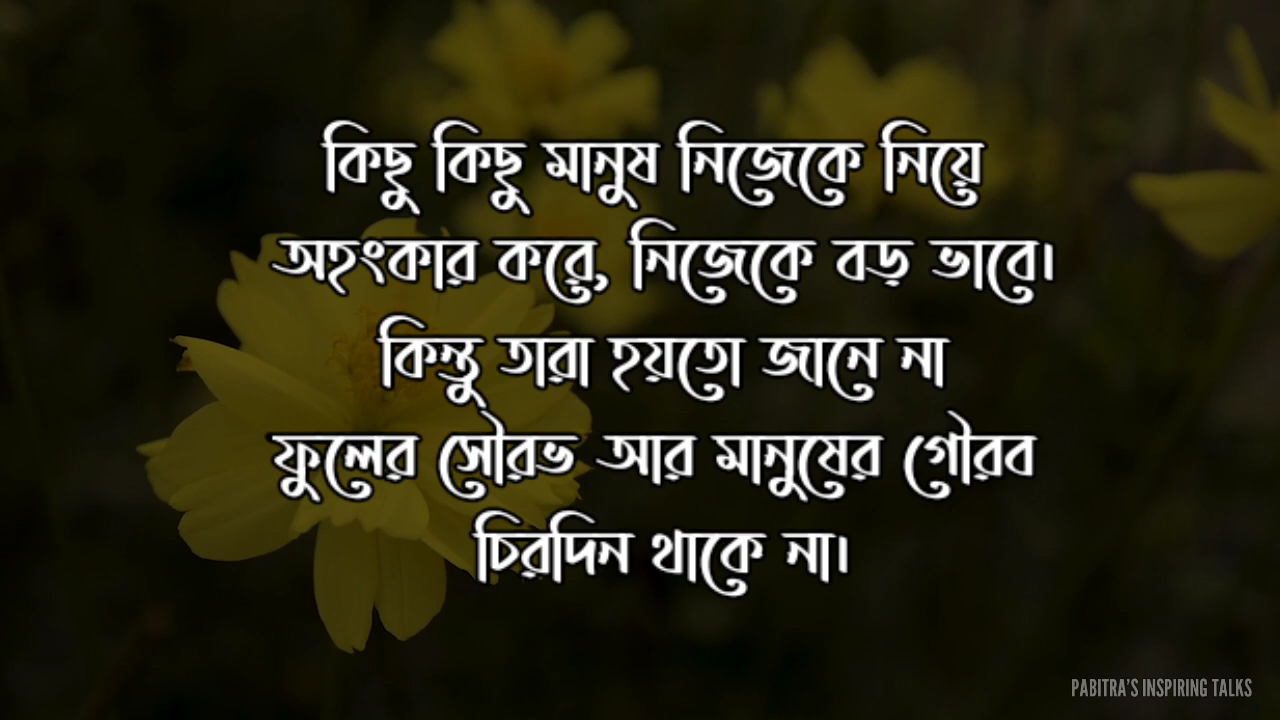 কিছু কিছু মানুষ নিজেকে নিয়ে
অহংকার করে, নিজেকে বড় ভাবে।
কিন্তু তারা হয়তো জানে না
ফুলের সৌরভ আর মানুষের গৌরব
চিরদিন থাকে না।
PABITRA'S INSPIRING TALKS